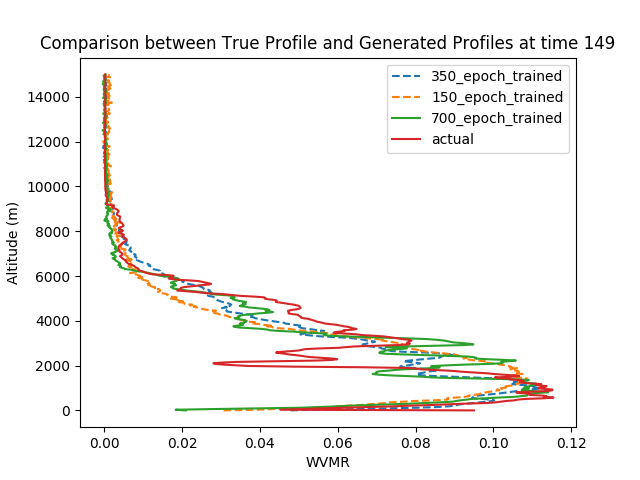 Comparison between True Profile and Generated Profiles at time 149
350_epoch_trained
150_epoch_trained
700_epoch_trained
actual
14000
12000
10000
8000
6000
4000
2000
0
Altitude (m)
0.00 0.02 0.04 0.06 0.08 0.10 0.12
WVMR